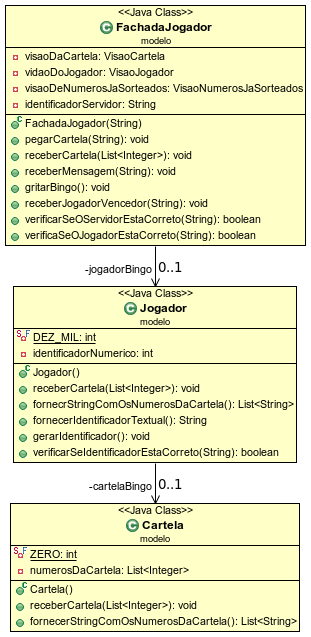 <<Java Class>>
FachadaJogador
modelo
visaoDaCartela: VisaoCartela
vidaoDoJogador: VisaoJogador
visaoDeNumerosJaSorteados: VisaoNumerosJaSorteados
identificadorServidor: String
FachadaJogador(String)
pegarCartela(String): void
receberCartela(List<Integer>): void
receberMensagem(String): void
gritarBingo(): void
receberJogadorVencedor(String): void
verificarSeOServidorEstaCorreto(String): boolean
verificaSeOJogadorEstaCorreto(String): boolean
-jogadorBingo 0..1
<<Java Class>>
Jogador
modelo
DEZ_MIL: int
identificadorNumerico: int
Jogador()
receberCartela(List<Integer>): void
fornecrStringComOsNumerosDaCartela(): List<String>
fornecerIdentificadorTextual(): String
gerarIdentificador(): void
verificarSeIdentificadorEstaCorreto(String): boolean
-cartelaBingo 0..1
<<Java Class>>
Cartela
modelo
ZERO: int
numerosDaCartela: List<Integer>
Cartela()
receberCartela(List<Integer>): void
fornecerStringComOsNumerosDaCartela(): List<String>